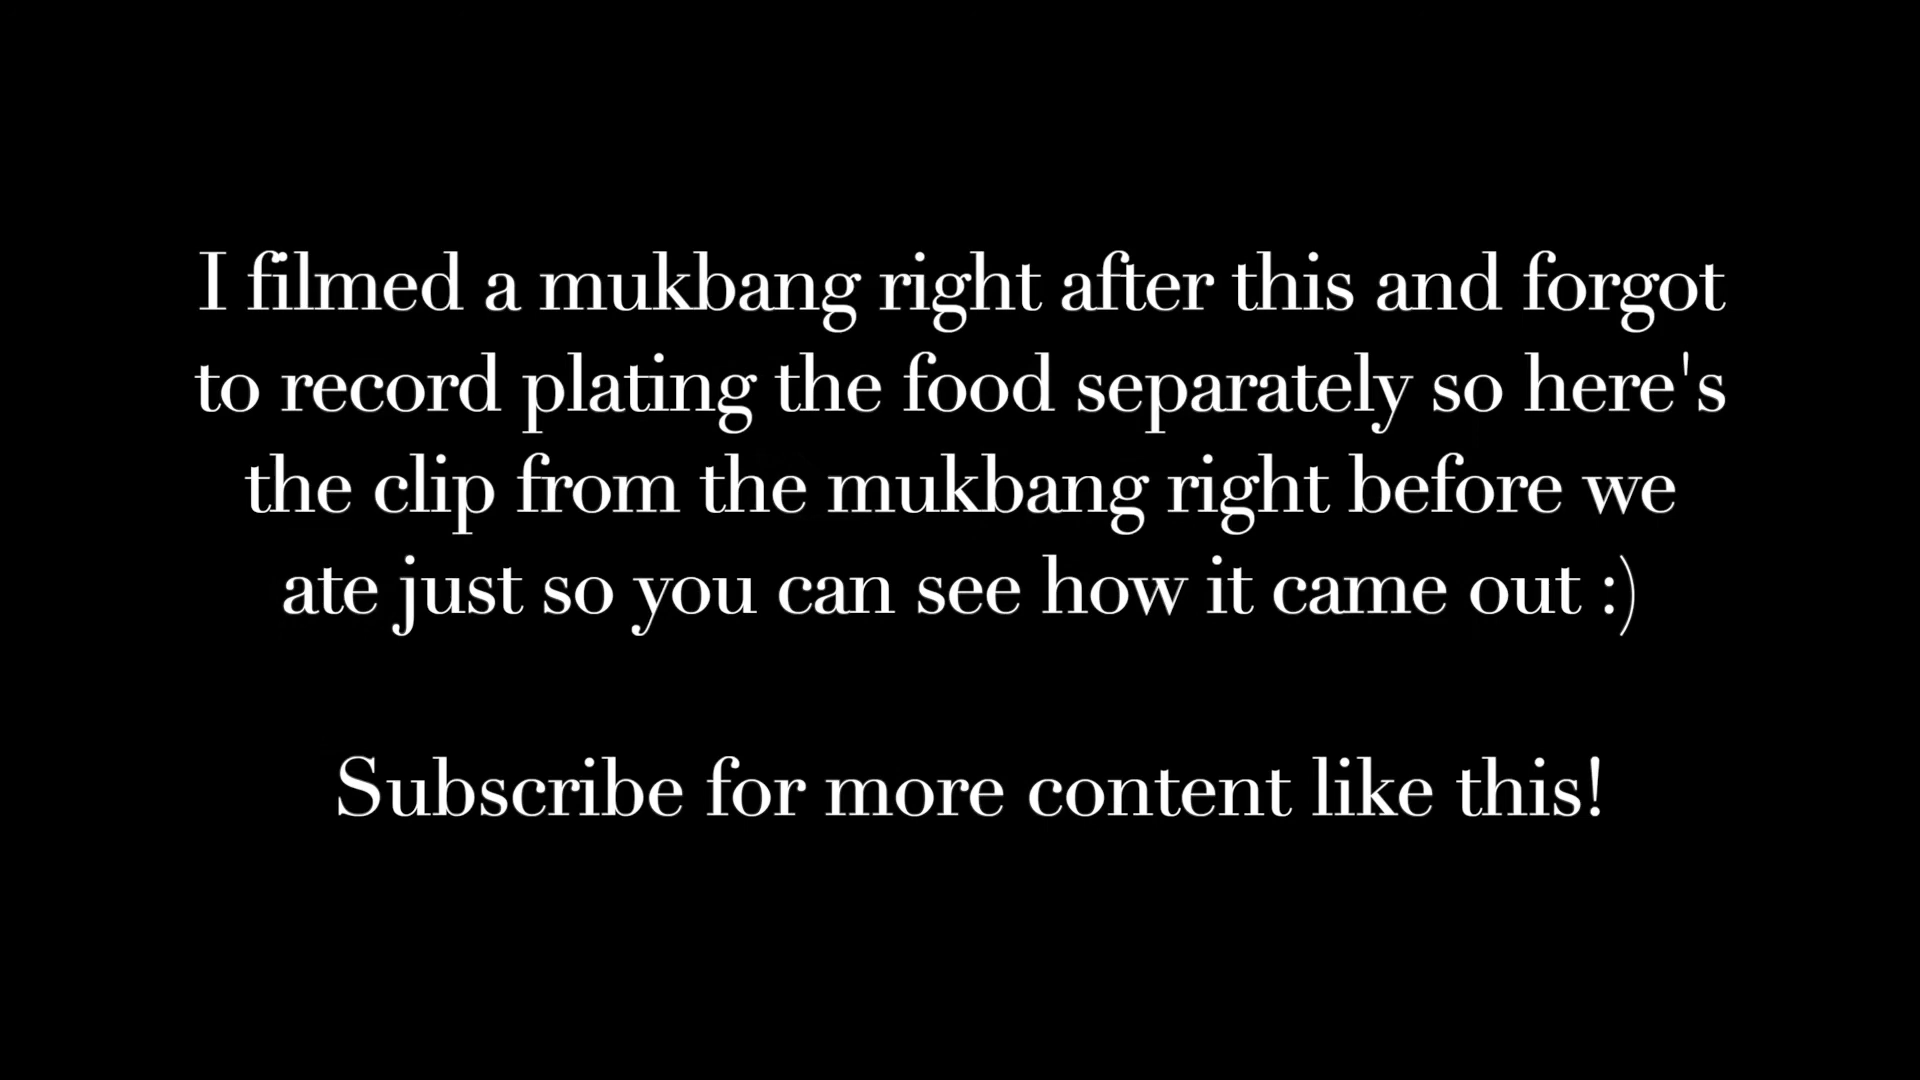 I filmed a mukbang right after this and forgot
to record plating the food separately so here's
the clip from the mukbang right before we
ate just so you can see how it came out :)
Subscribe for more content like this!